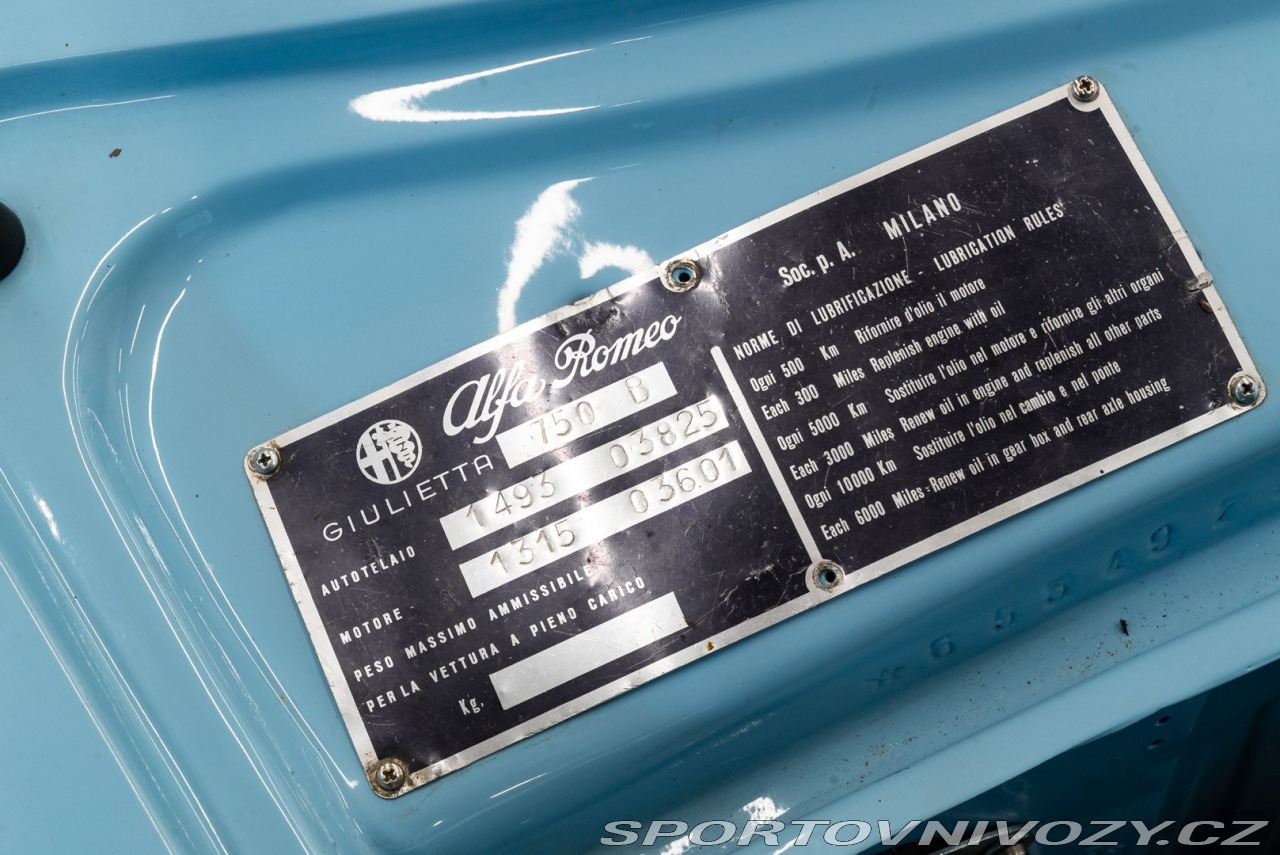 Alfa Romeo
GIULIETTA 750 B
AUTOTELAIO 1493 03825
MOTORE 1315 03601
PESO MASSIMO AMMISSIBILE
PER LA VETTURA A PIENO CARICO
Kg.
Soc. p. A. MILANO
NORME DI LUBRIFICAZIONE - LUBRICATION RULES
Ogni 500 Km Rifornire d'olio il motore
Each 300 Miles Replenish engine with oil
Ogni 5000 Km Sostituire l'olio nel motore e rifornire gli altri organi
Each 3000 Miles Renew oil in engine and replenish all other parts
Ogni 10000 Km Sostituire l'olio nel cambio e nel ponte
Each 6000 Miles = Renew oil in gear box and rear axle housing
SPORTOVNIVOZY.CZ